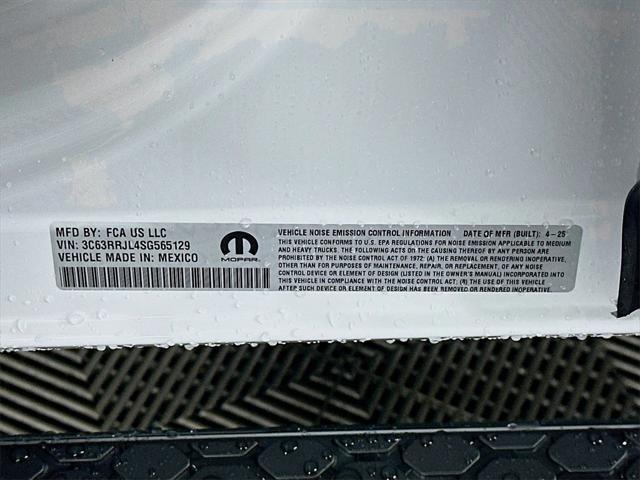 MFD BY: FCA US LLC
VIN: 3C63RRJL4SG565129
VEHICLE MADE IN: MEXICO
MOPAR
VEHICLE NOISE EMISSION CONTROL INFORMATION DATE OF MFR (BUILT): 4-25
THIS VEHICLE CONFORMS TO U.S. EPA REGULATIONS FOR NOISE EMISSION APPLICABLE TO MEDIUM
AND HEAVY TRUCKS. THE FOLLOWING ACTS OR THE CAUSING THEREOF BY ANY PERSON ARE
PROHIBITED BY THE NOISE CONTROL ACT OF 1972: (A) THE REMOVAL OR RENDERING INOPERATIVE,
OTHER THAN FOR PURPOSES OF MAINTENANCE, REPAIR, OR REPLACEMENT, OF ANY NOISE
CONTROL DEVICE OR ELEMENT OF DESIGN (LISTED IN THE OWNER'S MANUAL) INCORPORATED INTO
THIS VEHICLE IN COMPLIANCE WITH THE NOISE CONTROL ACT; (B) THE USE OF THIS VEHICLE
AFTER SUCH DEVICE OR ELEMENT OF DESIGN HAS BEEN REMOVED OR RENDERED INOPERATIVE.